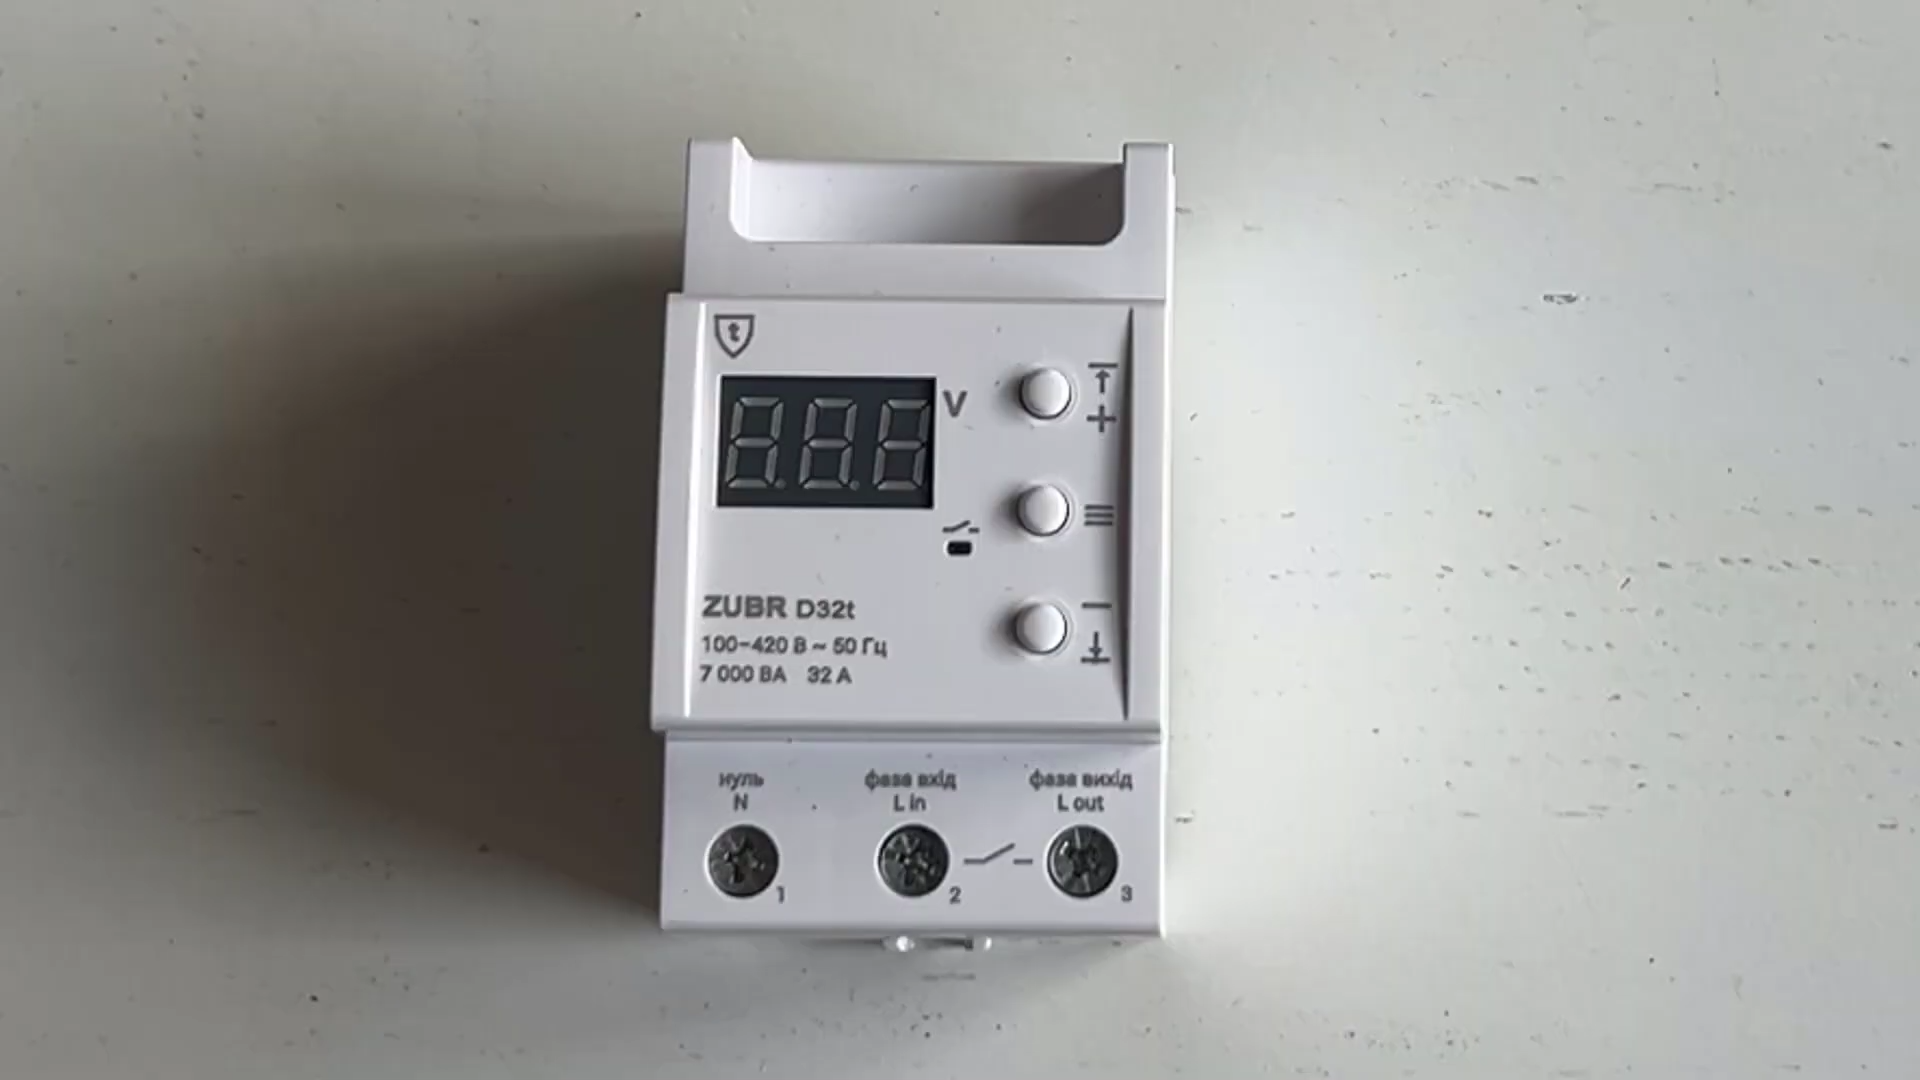 t
V
+
ZUBR D32t
100–420 В ~ 50 Гц
7 000 ВА 32 А
нуль фаза вхід фаза вихід
N L in L out
1 2 3